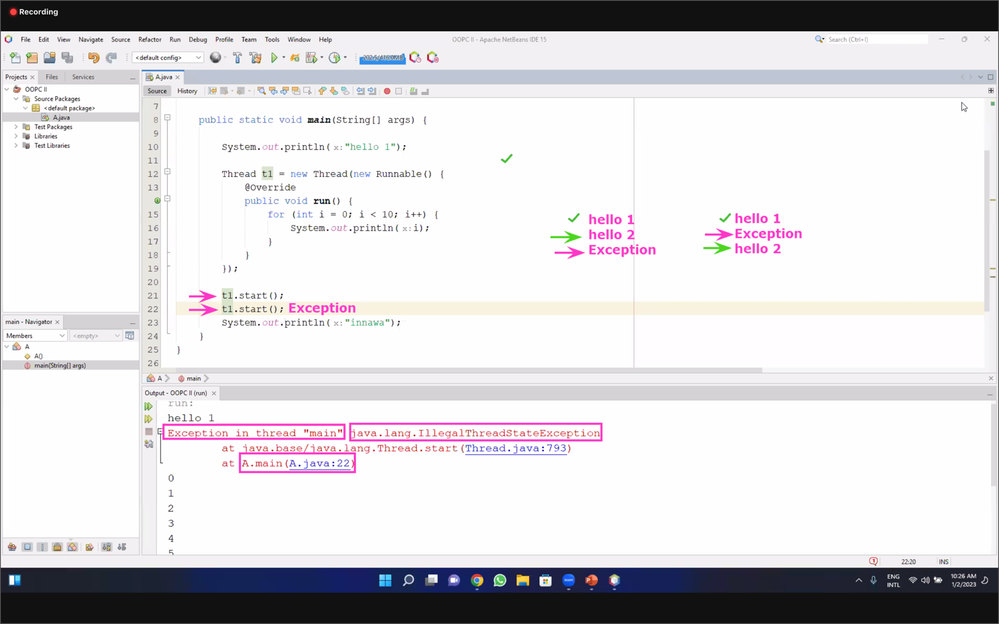 Recording
File Edit View Navigate Source Refactor Run Debug Profile Team Tools Window Help
OOPC II - Apache NetBeans IDE 15
Search (Ctrl+I)
<default config>
202.5/416.0MB
Projects Files Services
A.java
OOPC II
Source Packages
<default package>
A.java
Test Packages
Libraries
Test Libraries
Source History
7
8 public static void main(String[] args) {
9
10 System.out.println(x:"hello 1");
11
12 Thread t1 = new Thread(new Runnable() {
13 @Override
public void run() {
15 for (int i = 0; i < 10; i++) {
16 System.out.println(x:i);
17 }
18 }
19 });
20
21 t1.start();
22 t1.start(); Exception
23 System.out.println(x:"innawa");
24 }
25 }
26
hello 1
hello 2
Exception
hello 1
Exception
hello 2
main - Navigator
Members <empty>
A
A()
main(String[] args)
A main
Output - OOPC II (run)
run:
hello 1
Exception in thread "main" java.lang.IllegalThreadStateException
at java.base/java.lang.Thread.start(Thread.java:793)
at A.main(A.java:22)
0
1
2
3
4
5
1
22:20 INS
zoom
ENG
INTL
10:26 AM
1/2/2023